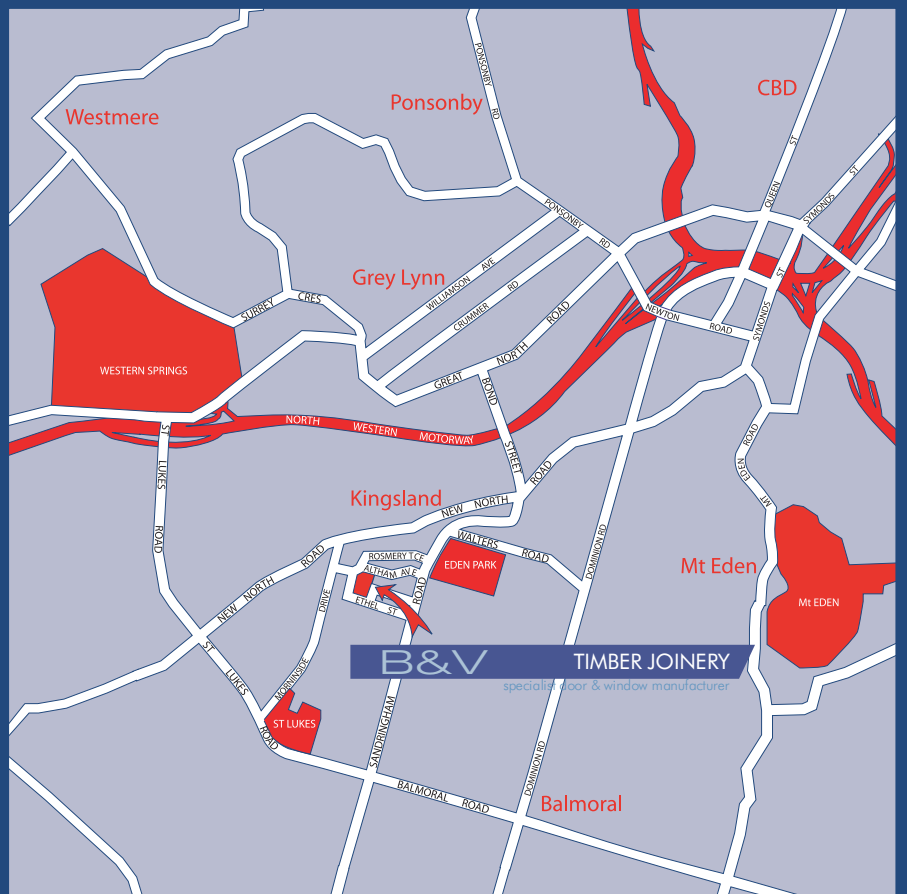 CBD
Ponsonby
Westmere
PONSONBY
RD
QUEEN ST
SYMONDS ST
PONSONBY RD
Grey Lynn
WILLIAMSON AVE
CRUMMER RD
SURREY CRES
GREAT NORTH ROAD
NEWTON ROAD
SYMONDS ST
WESTERN SPRINGS
BOND STREET
NORTH WESTERN MOTORWAY
ST LUKES ROAD
Kingsland
NEW NORTH ROAD
MT EDEN ROAD
WALTERS ROAD
DOMINION RD
ROSMERY TCE
ALTHAM AVE
EDEN PARK
ETHEL ST
ROAD
Mt Eden
Mt EDEN
NEW NORTH ROAD
MORNINGSIDE DRIVE
ST LUKES ROAD
B&V TIMBER JOINERY
specialist door & window manufacturer
ST LUKES
SANDRINGHAM
DOMINION RD
BALMORAL ROAD
Balmoral